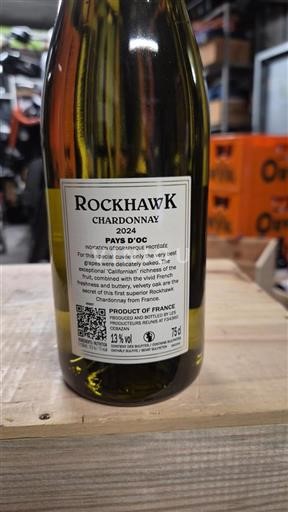 ROCKHAWK
CHARDONNAY
2024
PAYS D'OC
INDICATION GÉOGRAPHIQUE PROTÉGÉE
For this special cuvée only the very best
grapes were delicately oaked. The
exceptional 'Californian' richness of the
fruit, combined with the vivid French
freshness and buttery, velvety oak are the
secret of this first superior Rockhawk
Chardonnay from France.
PRODUCT OF FRANCE
PRODUCED AND BOTTLED BY LES
PRODUCTEURS REUNIS AF
CEBAZAN
13 % vol
75 cl